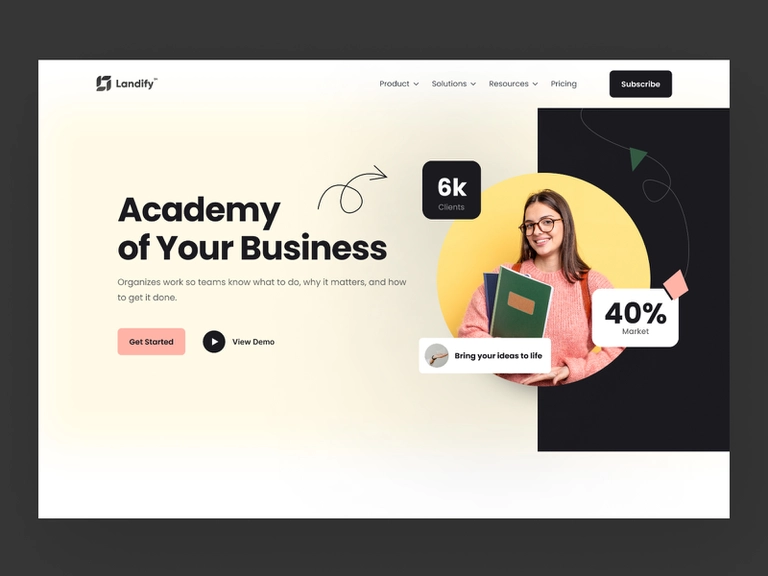 Landify™
Product
Solutions
Resources
Pricing
Subscribe
Academy
of Your Business
Organizes work so teams know what to do, why it matters, and how
to get it done.
Get Started
View Demo
6k
Clients
40%
Market
Bring your ideas to life